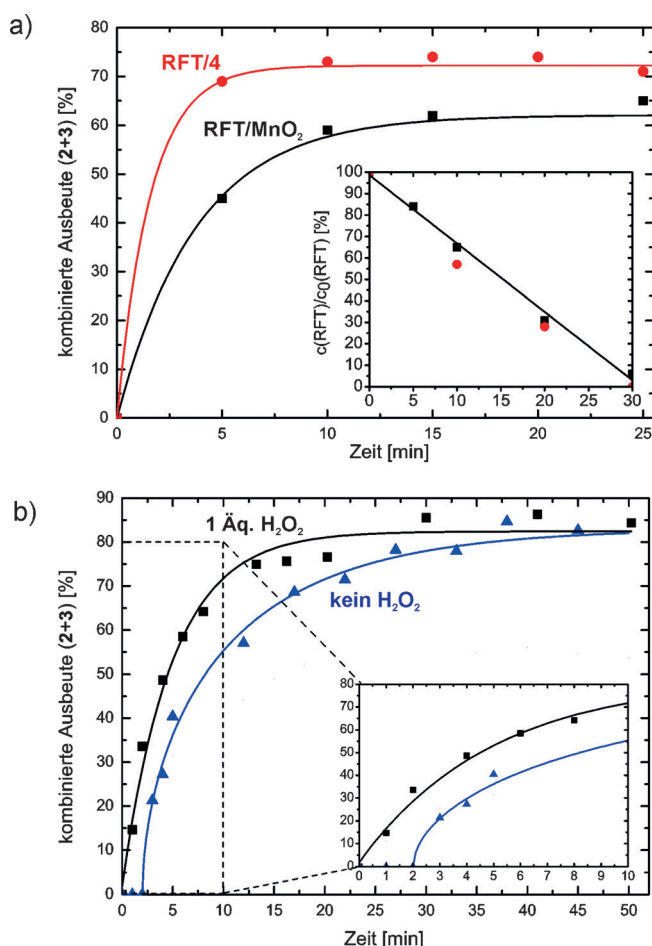 a)
80
70
60
50
40
30
20
10
0
kombinierte Ausbeute (2+3) [%]
RFT/4
RFT/MnO₂
100
90
80
70
60
50
40
30
20
10
0
c(RFT)/c₀(RFT) [%]
0 10 20 30
0 5 10 15 20 25
Zeit [min]
b)
90
80
70
60
50
40
30
20
10
0
kombinierte Ausbeute (2+3) [%]
1 Äq. H₂O₂
kein H₂O₂
80
70
60
50
40
30
20
10
0
0 1 2 3 4 5 6 7 8 9 10
0 5 10 15 20 25 30 35 40 45 50
Zeit [min]